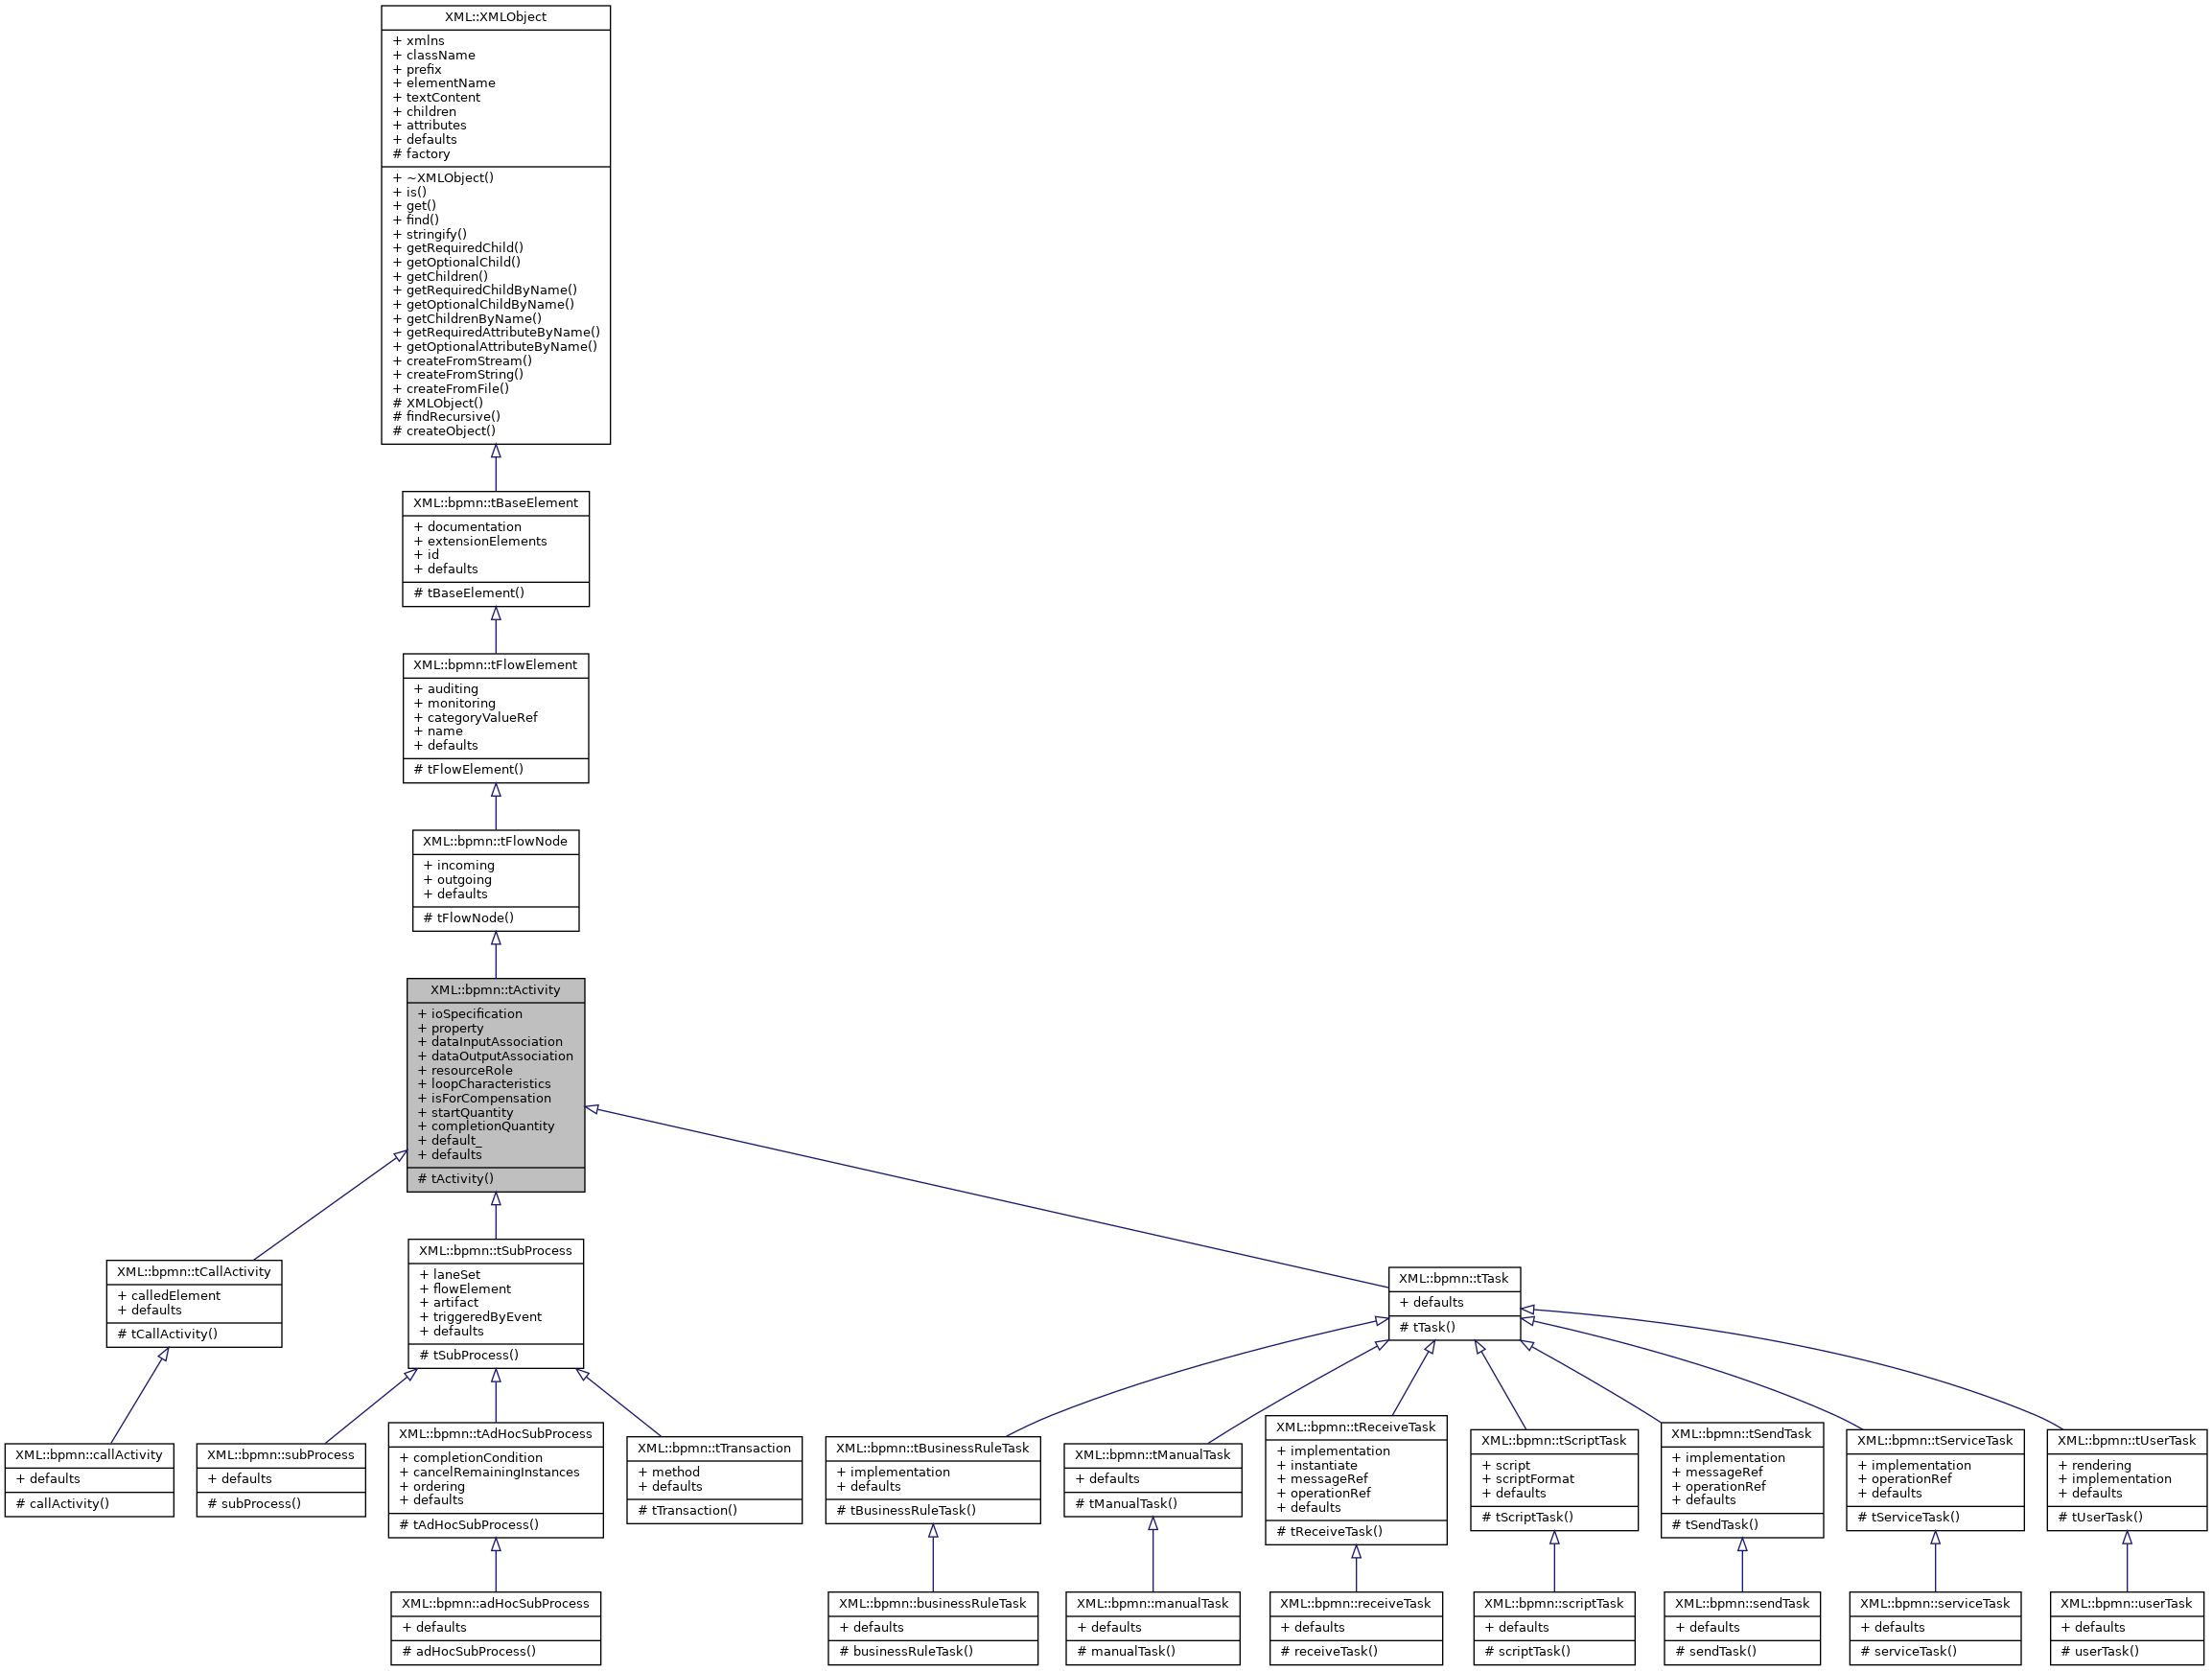 XML::XMLObject
+ xmlns
+ className
+ prefix
+ elementName
+ textContent
+ children
+ attributes
+ defaults
# factory
+ ~XMLObject()
+ is()
+ get()
+ find()
+ stringify()
+ getRequiredChild()
+ getOptionalChild()
+ getChildren()
+ getRequiredChildByName()
+ getOptionalChildByName()
+ getChildrenByName()
+ getRequiredAttributeByName()
+ getOptionalAttributeByName()
+ createFromStream()
+ createFromString()
+ createFromFile()
# XMLObject()
# findRecursive()
# createObject()
XML::bpmn::tBaseElement
+ documentation
+ extensionElements
+ id
+ defaults
# tBaseElement()
XML::bpmn::tFlowElement
+ auditing
+ monitoring
+ categoryValueRef
+ name
+ defaults
# tFlowElement()
XML::bpmn::tFlowNode
+ incoming
+ outgoing
+ defaults
# tFlowNode()
XML::bpmn::tActivity
+ ioSpecification
+ property
+ dataInputAssociation
+ dataOutputAssociation
+ resourceRole
+ loopCharacteristics
+ isForCompensation
+ startQuantity
+ completionQuantity
+ default_
+ defaults
# tActivity()
XML::bpmn::tCallActivity
+ calledElement
+ defaults
# tCallActivity()
XML::bpmn::tSubProcess
+ laneSet
+ flowElement
+ artifact
+ triggeredByEvent
+ defaults
# tSubProcess()
XML::bpmn::tTask
+ defaults
# tTask()
XML::bpmn::callActivity
+ defaults
# callActivity()
XML::bpmn::subProcess
+ defaults
# subProcess()
XML::bpmn::tAdHocSubProcess
+ completionCondition
+ cancelRemainingInstances
+ ordering
+ defaults
# tAdHocSubProcess()
XML::bpmn::tTransaction
+ method
+ defaults
# tTransaction()
XML::bpmn::tBusinessRuleTask
+ implementation
+ defaults
# tBusinessRuleTask()
XML::bpmn::tManualTask
+ defaults
# tManualTask()
XML::bpmn::tReceiveTask
+ implementation
+ instantiate
+ messageRef
+ operationRef
+ defaults
# tReceiveTask()
XML::bpmn::tScriptTask
+ script
+ scriptFormat
+ defaults
# tScriptTask()
XML::bpmn::tSendTask
+ implementation
+ messageRef
+ operationRef
+ defaults
# tSendTask()
XML::bpmn::tServiceTask
+ implementation
+ operationRef
+ defaults
# tServiceTask()
XML::bpmn::tUserTask
+ rendering
+ implementation
+ defaults
# tUserTask()
XML::bpmn::adHocSubProcess
+ defaults
# adHocSubProcess()
XML::bpmn::businessRuleTask
+ defaults
# businessRuleTask()
XML::bpmn::manualTask
+ defaults
# manualTask()
XML::bpmn::receiveTask
+ defaults
# receiveTask()
XML::bpmn::scriptTask
+ defaults
# scriptTask()
XML::bpmn::sendTask
+ defaults
# sendTask()
XML::bpmn::serviceTask
+ defaults
# serviceTask()
XML::bpmn::userTask
+ defaults
# userTask()